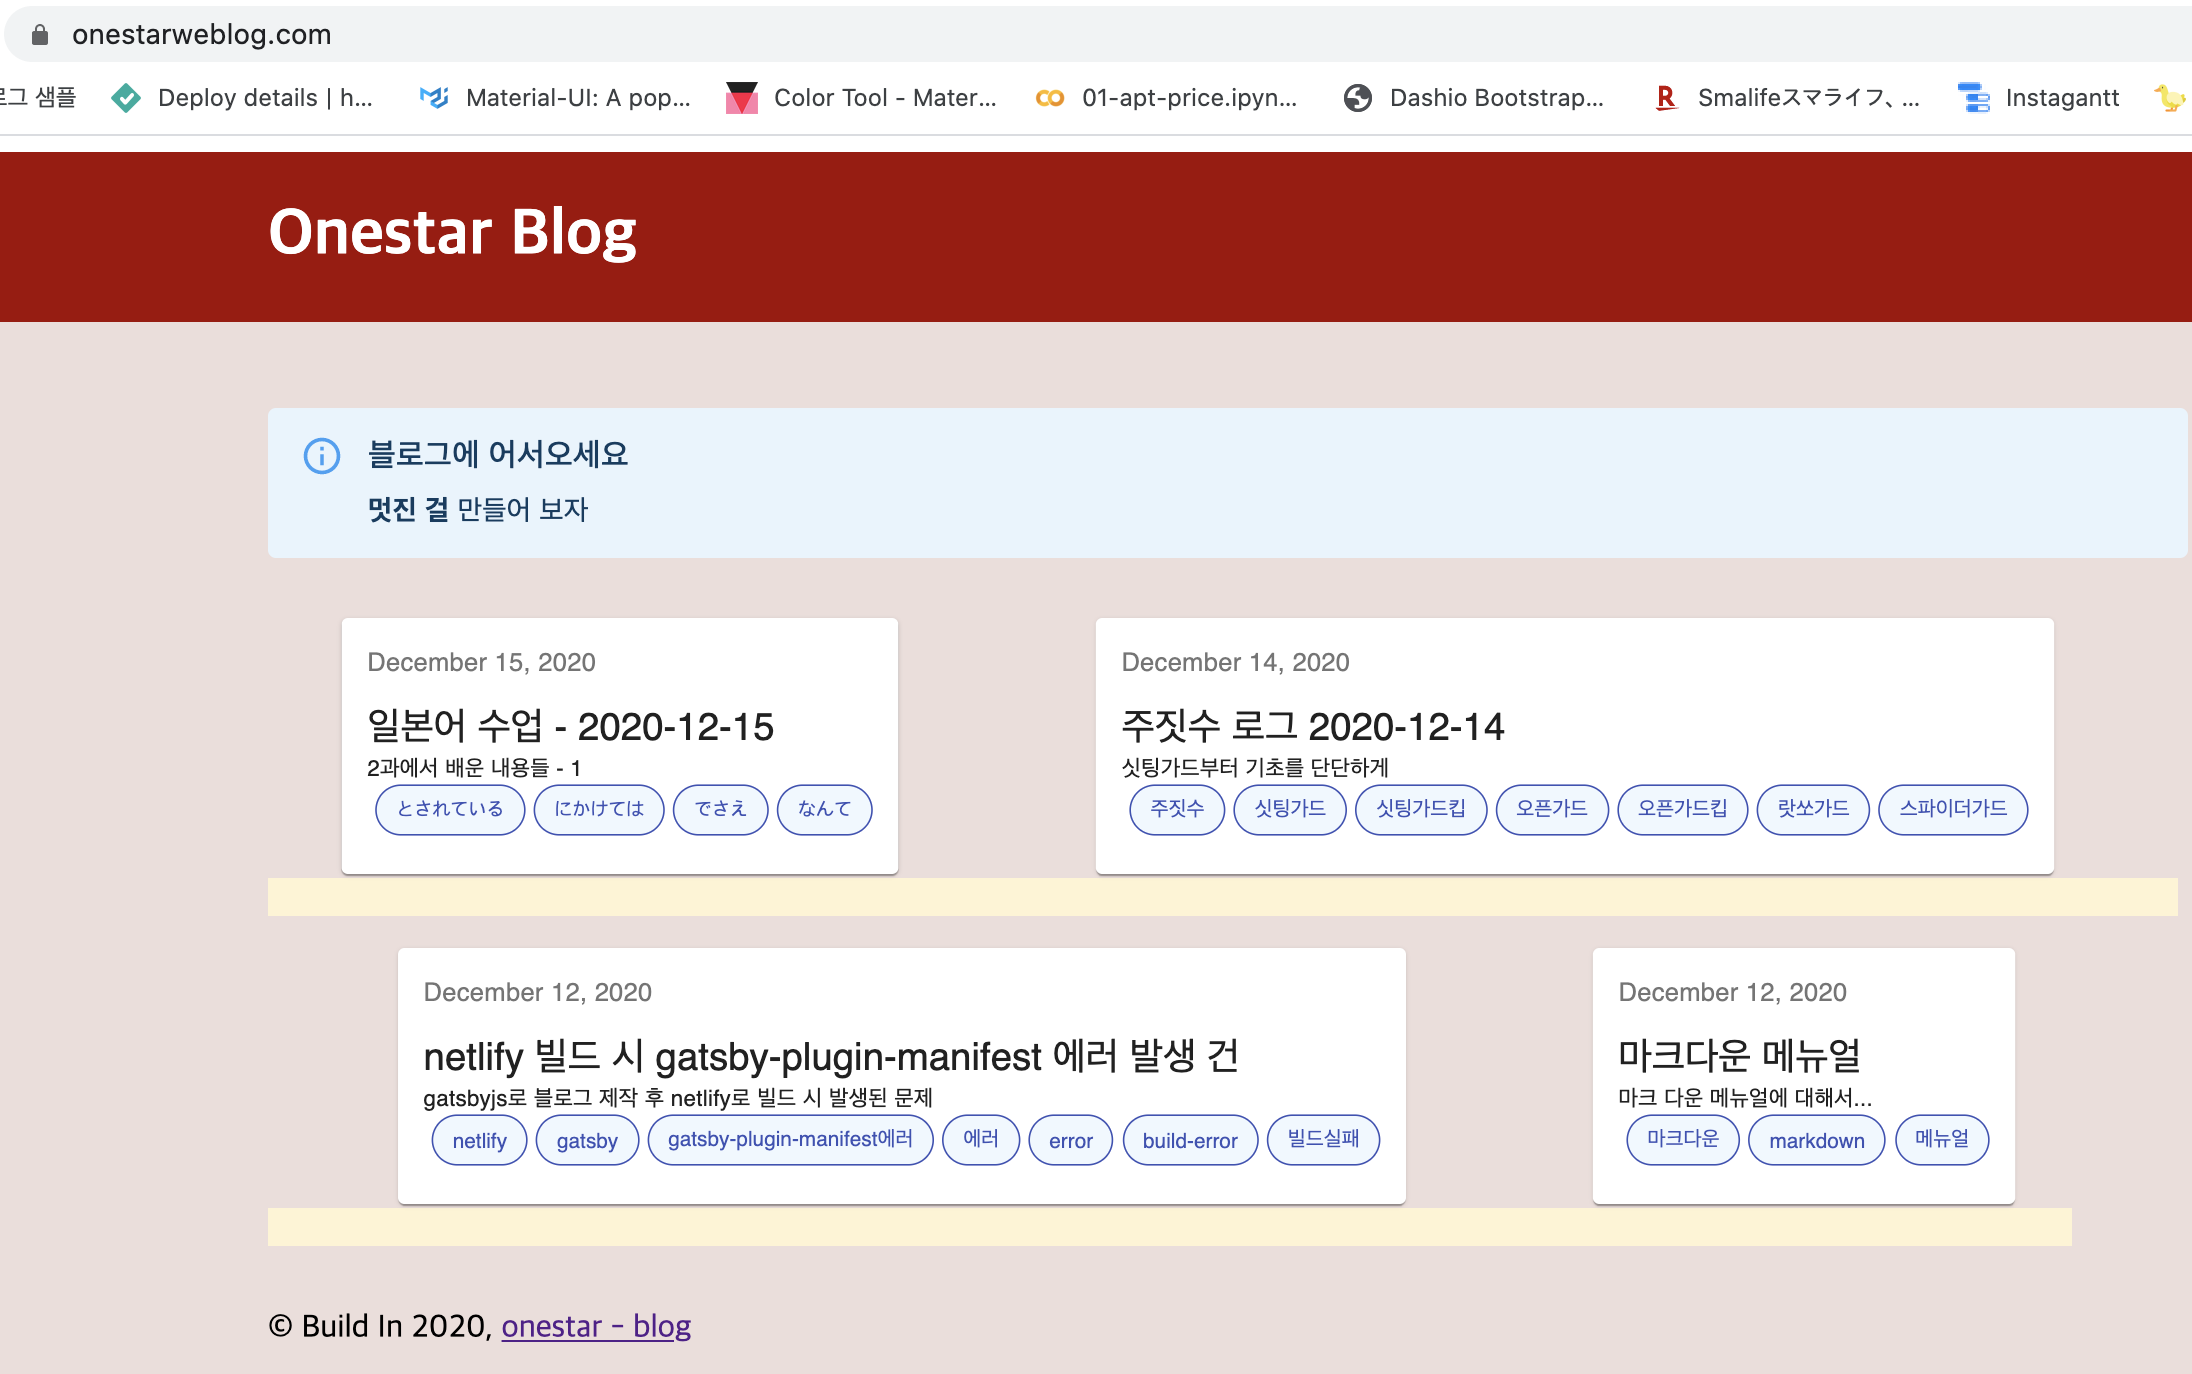 onestarweblog.com
로그 샘플 Deploy details | h... Material-UI: A pop... Color Tool - Mater... 01-apt-price.ipyn... Dashio Bootstrap... Smalifeスマライフ、... Instagantt
Onestar Blog
블로그에 어서오세요
멋진 걸 만들어 보자
December 15, 2020
일본어 수업 - 2020-12-15
2과에서 배운 내용들 - 1
とされている にかけては でさえ なんて
December 14, 2020
주짓수 로그 2020-12-14
싯팅가드부터 기초를 단단하게
주짓수 싯팅가드 싯팅가드킵 오픈가드 오픈가드킵 랏쏘가드 스파이더가드
December 12, 2020
netlify 빌드 시 gatsby-plugin-manifest 에러 발생 건
gatsbyjs로 블로그 제작 후 netlify로 빌드 시 발생된 문제
netlify gatsby gatsby-plugin-manifest에러 에러 error build-error 빌드실패
December 12, 2020
마크다운 메뉴얼
마크 다운 메뉴얼에 대해서...
마크다운 markdown 메뉴얼
© Build In 2020, onestar - blog